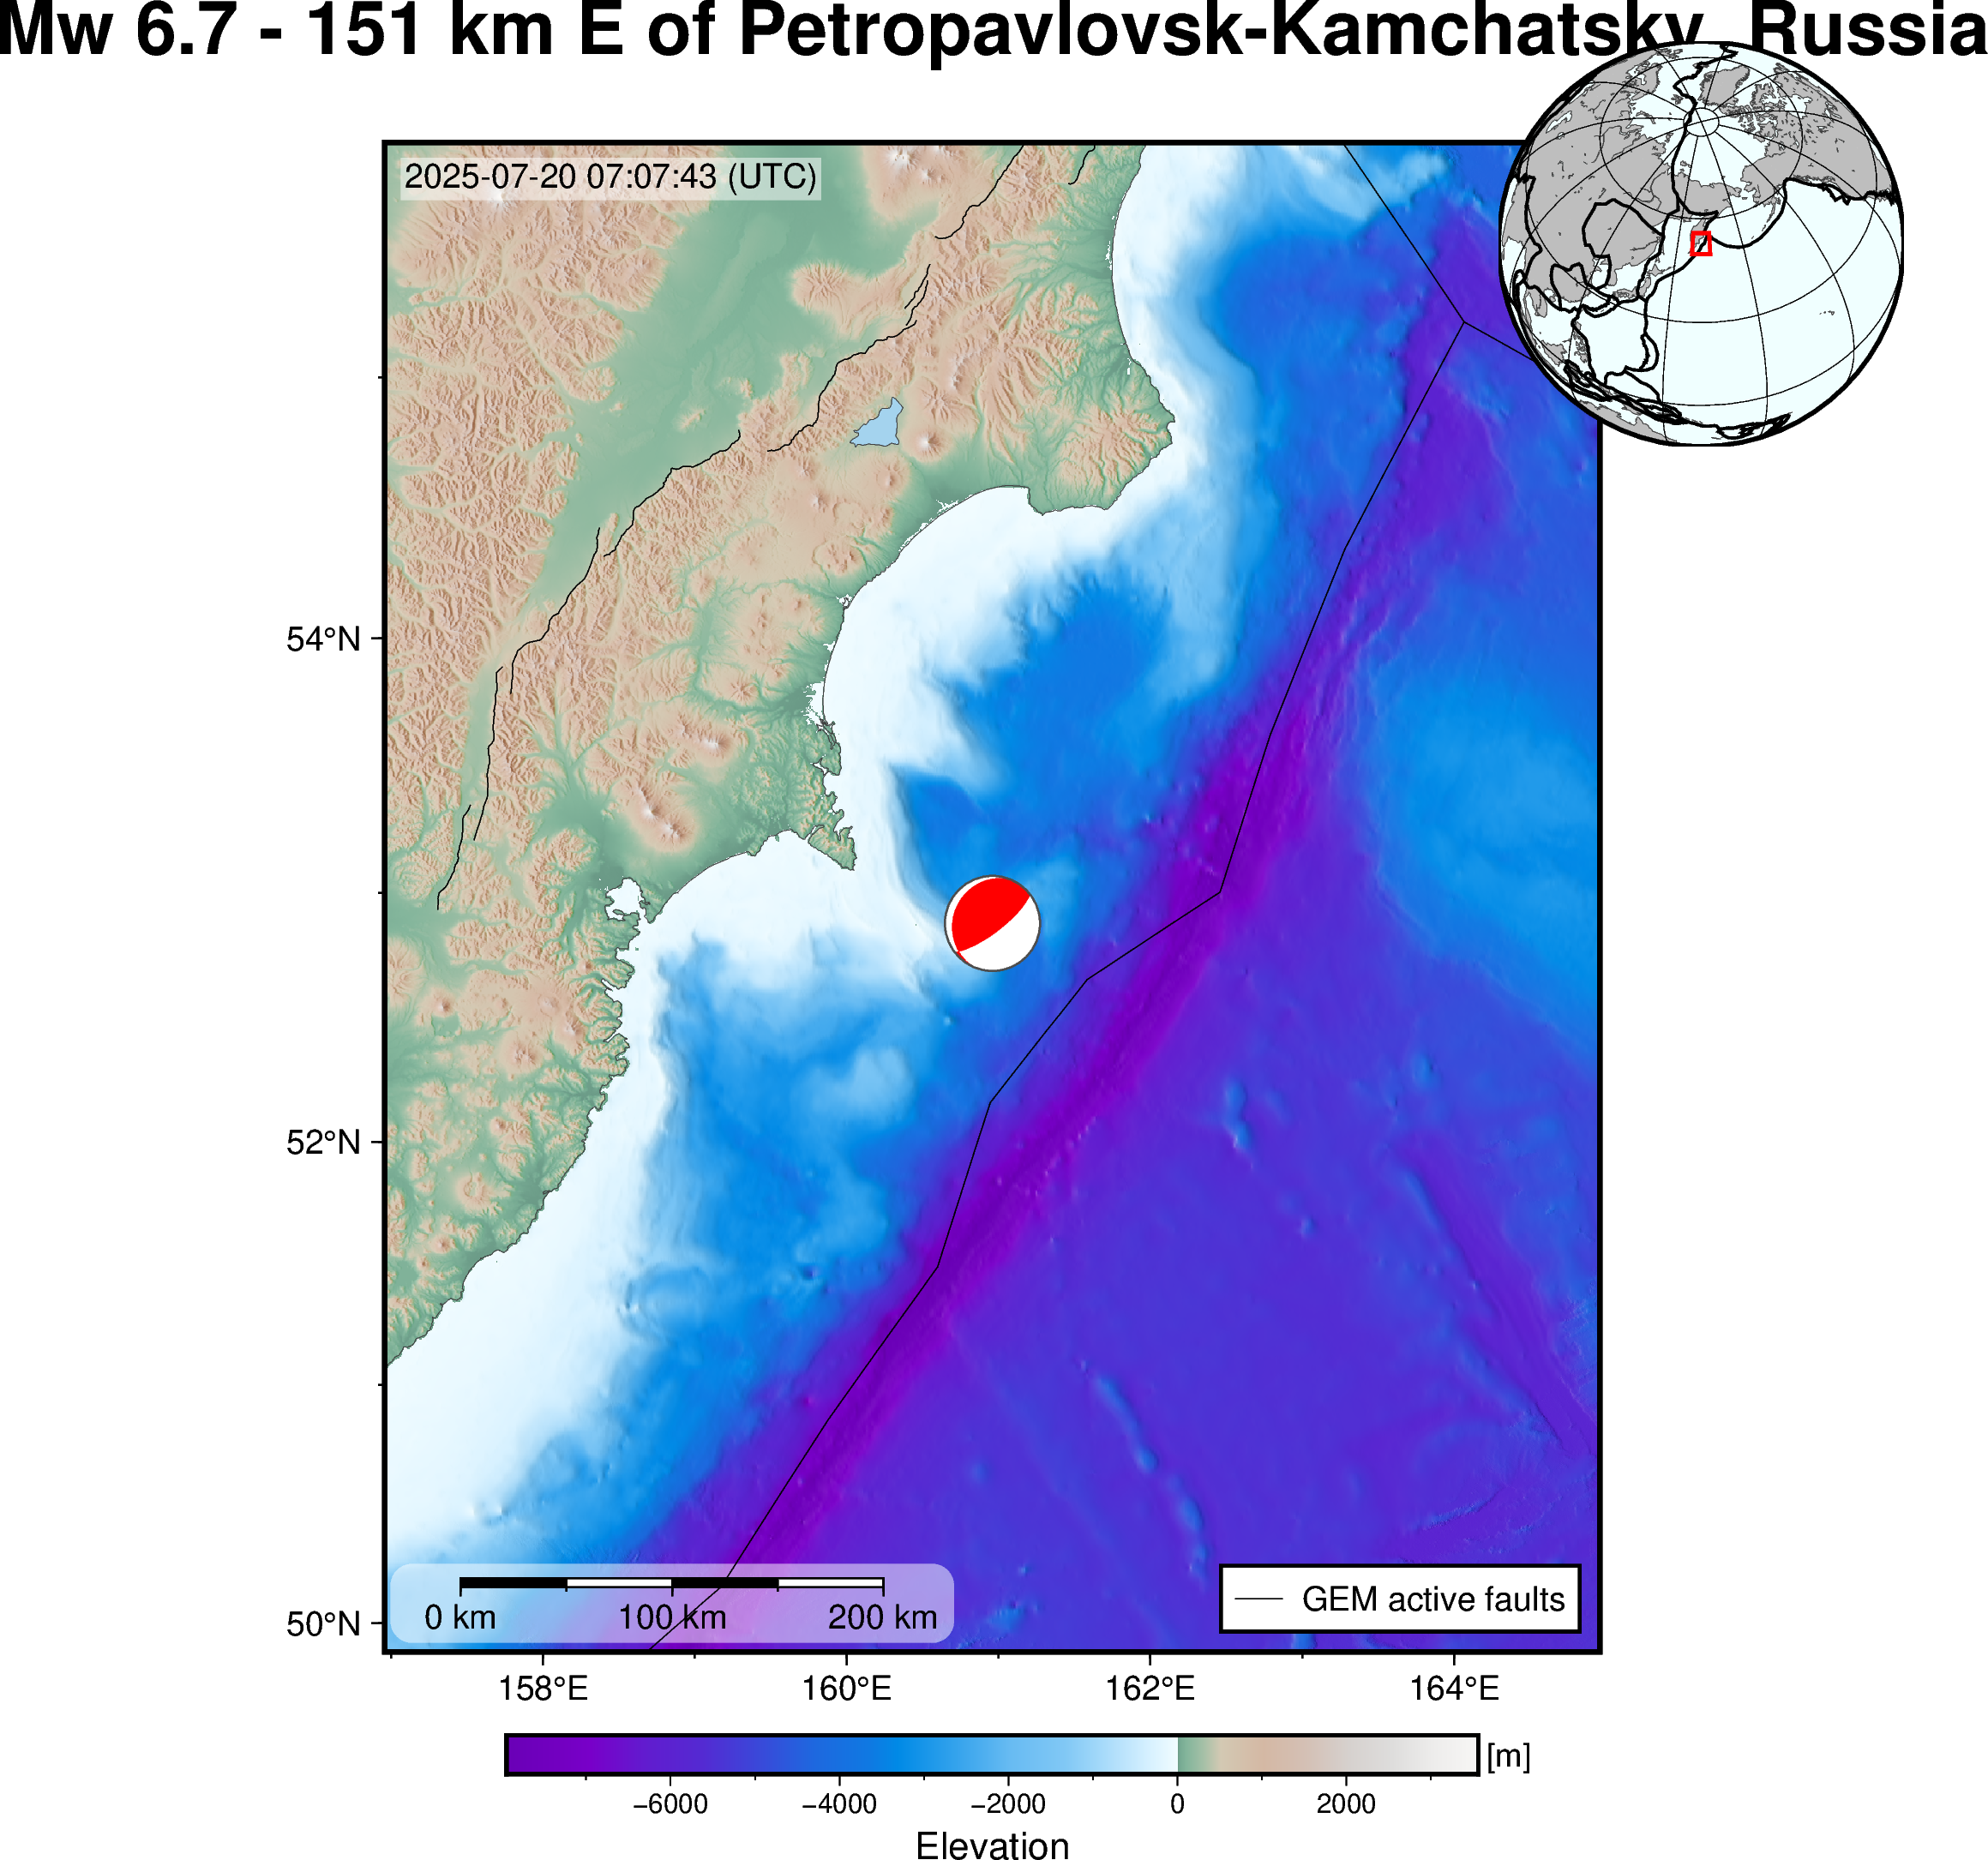 Mw 6.7 - 151 km E of Petropavlovsk-Kamchatsky, Russia
2025-07-20 07:07:43 (UTC)
54°N
52°N
50°N
0 km 100 km 200 km
GEM active faults
158°E 160°E 162°E 164°E
[m]
−6000 −4000 −2000 0 2000
Elevation